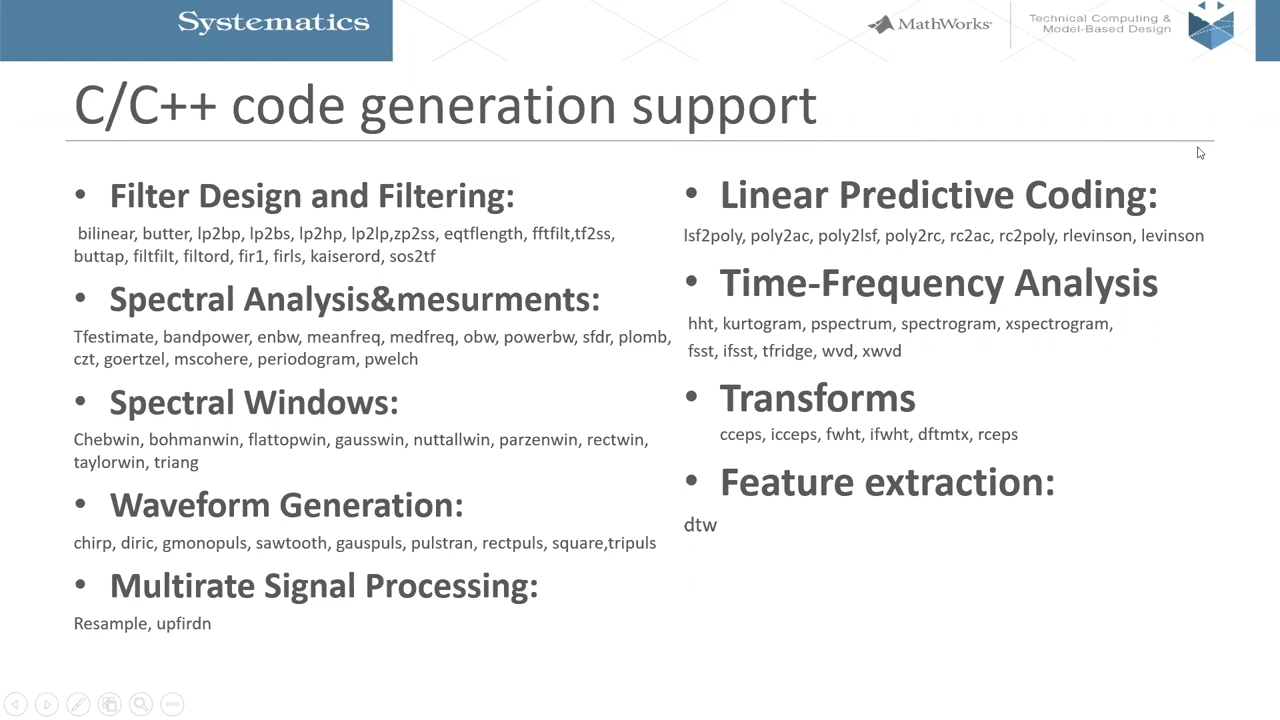 Systematics
MathWorks
Technical Computing &
Model-Based Design
C/C++ code generation support
• Filter Design and Filtering:
bilinear, butter, lp2bp, lp2bs, lp2hp, lp2lp,zp2ss, eqtflength, fftfilt,tf2ss,
buttap, filtfilt, filtord, fir1, firls, kaiserord, sos2tf
• Spectral Analysis&mesurments:
Tfestimate, bandpower, enbw, meanfreq, medfreq, obw, powerbw, sfdr, plomb,
czt, goertzel, mscohere, periodogram, pwelch
• Spectral Windows:
Chebwin, bohmanwin, flattopwin, gausswin, nuttallwin, parzenwin, rectwin,
taylorwin, triang
• Waveform Generation:
chirp, diric, gmonopuls, sawtooth, gauspuls, pulstran, rectpuls, square,tripuls
• Multirate Signal Processing:
Resample, upfirdn
• Linear Predictive Coding:
lsf2poly, poly2ac, poly2lsf, poly2rc, rc2ac, rc2poly, rlevinson, levinson
• Time-Frequency Analysis
hht, kurtogram, pspectrum, spectrogram, xspectrogram,
fsst, ifsst, tfridge, wvd, xwvd
• Transforms
cceps, icceps, fwht, ifwht, dftmtx, rceps
• Feature extraction:
dtw